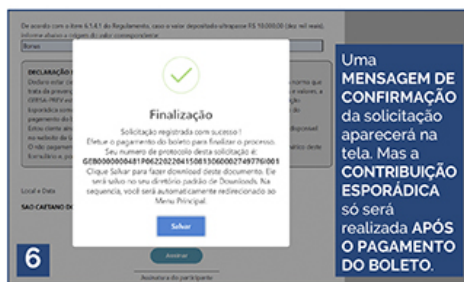 De acordo com o item 6.1.4.1 do Regulamento, caso o valor depositado ultrapasse R$ 10.000,00 (dez mil reais),
informe abaixo a origem do valor correspondente:
Bonus
DECLARAÇÃO
Finalização
Solicitação registrada com sucesso !
Efetue o pagamento do boleto para finalizar o processo.
Seu numero de protocolo desta solicitação é:
Clique Salvar para fazer download deste documento. Ele
será salvo no seu diretório padrão de Downloads. Na
sequencia, você será automaticamente redirecionado ao
Menu Principal.
Salvar
Local e Data
SAO CAETANO DO
Assinar
Assinatura do participante
6
Uma
MENSAGEM DE
CONFIRMAÇÃO
da solicitação
aparecerá na
tela. Mas a
CONTRIBUIÇÃO
ESPORÁDICA
só será
realizada APÓS
O PAGAMENTO
DO BOLETO.